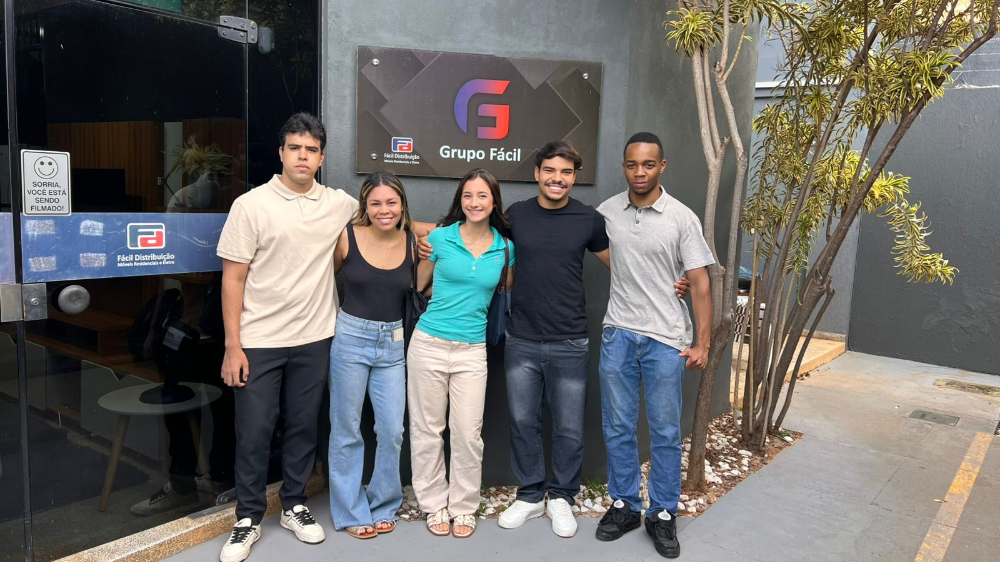 SORRIA,
VOCÊ ESTÁ
SENDO
FILMADO!
Fácil Distribuição
Móveis Residenciais e Eletro
Fácil Distribuição
Móveis Residenciais e Eletro
Grupo Fácil